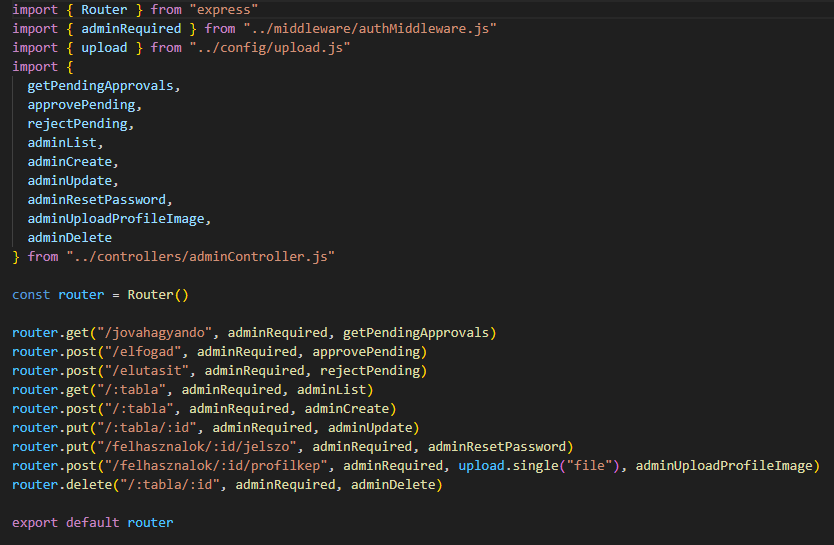 import { Router } from "express"
import { adminRequired } from "../middleware/authMiddleware.js"
import { upload } from "../config/upload.js"
import {
  getPendingApprovals,
  approvePending,
  rejectPending,
  adminList,
  adminCreate,
  adminUpdate,
  adminResetPassword,
  adminUploadProfileImage,
  adminDelete
} from "../controllers/adminController.js"

const router = Router()

router.get("/jovahagyando", adminRequired, getPendingApprovals)
router.post("/elfogad", adminRequired, approvePending)
router.post("/elutasit", adminRequired, rejectPending)
router.get("/:tabla", adminRequired, adminList)
router.post("/:tabla", adminRequired, adminCreate)
router.put("/:tabla/:id", adminRequired, adminUpdate)
router.put("/felhasznalok/:id/jelszo", adminRequired, adminResetPassword)
router.post("/felhasznalok/:id/profilkep", adminRequired, upload.single("file"), adminUploadProfileImage)
router.delete("/:tabla/:id", adminRequired, adminDelete)

export default router